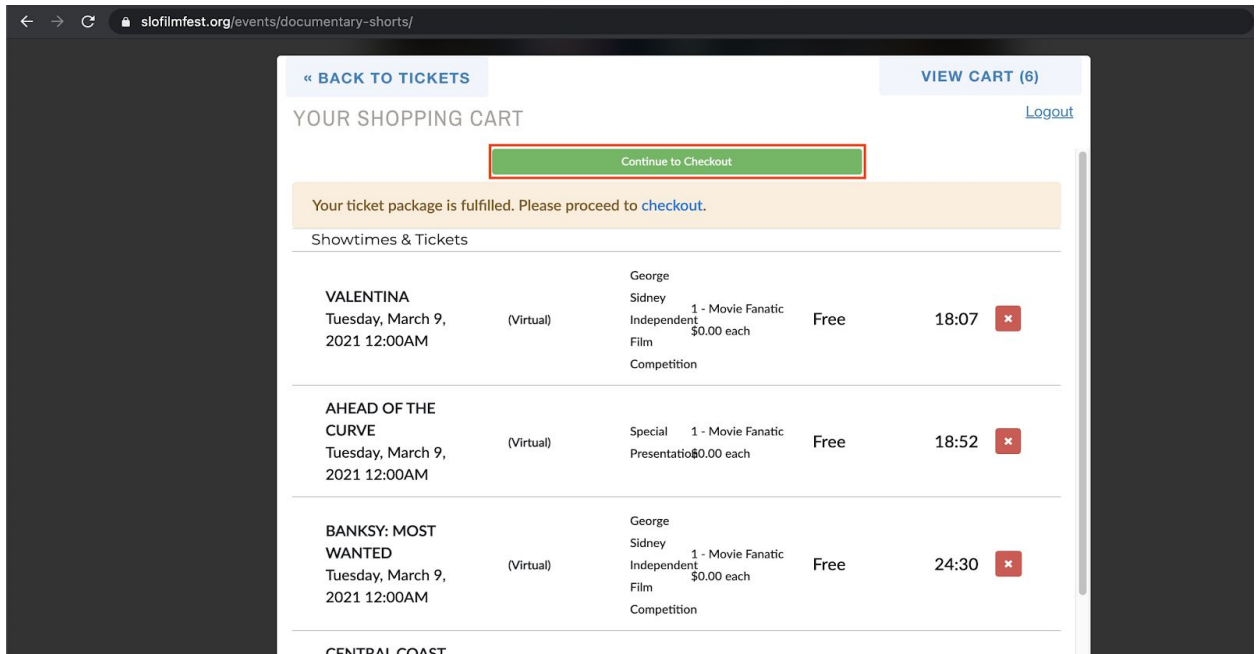 slofilmfest.org/events/documentary-shorts/
« BACK TO TICKETS
VIEW CART (6)
YOUR SHOPPING CART
Logout
Continue to Checkout
Your ticket package is fulfilled. Please proceed to checkout.
Showtimes & Tickets
VALENTINA
Tuesday, March 9,
2021 12:00AM
(Virtual)
George
Sidney
Independent
Film
Competition
1 - Movie Fanatic
$0.00 each
Free
18:07
AHEAD OF THE
CURVE
Tuesday, March 9,
2021 12:00AM
(Virtual)
Special
Presentation
1 - Movie Fanatic
$0.00 each
Free
18:52
BANKSY: MOST
WANTED
Tuesday, March 9,
2021 12:00AM
(Virtual)
George
Sidney
Independent
Film
Competition
1 - Movie Fanatic
$0.00 each
Free
24:30
CENTRAL COAST